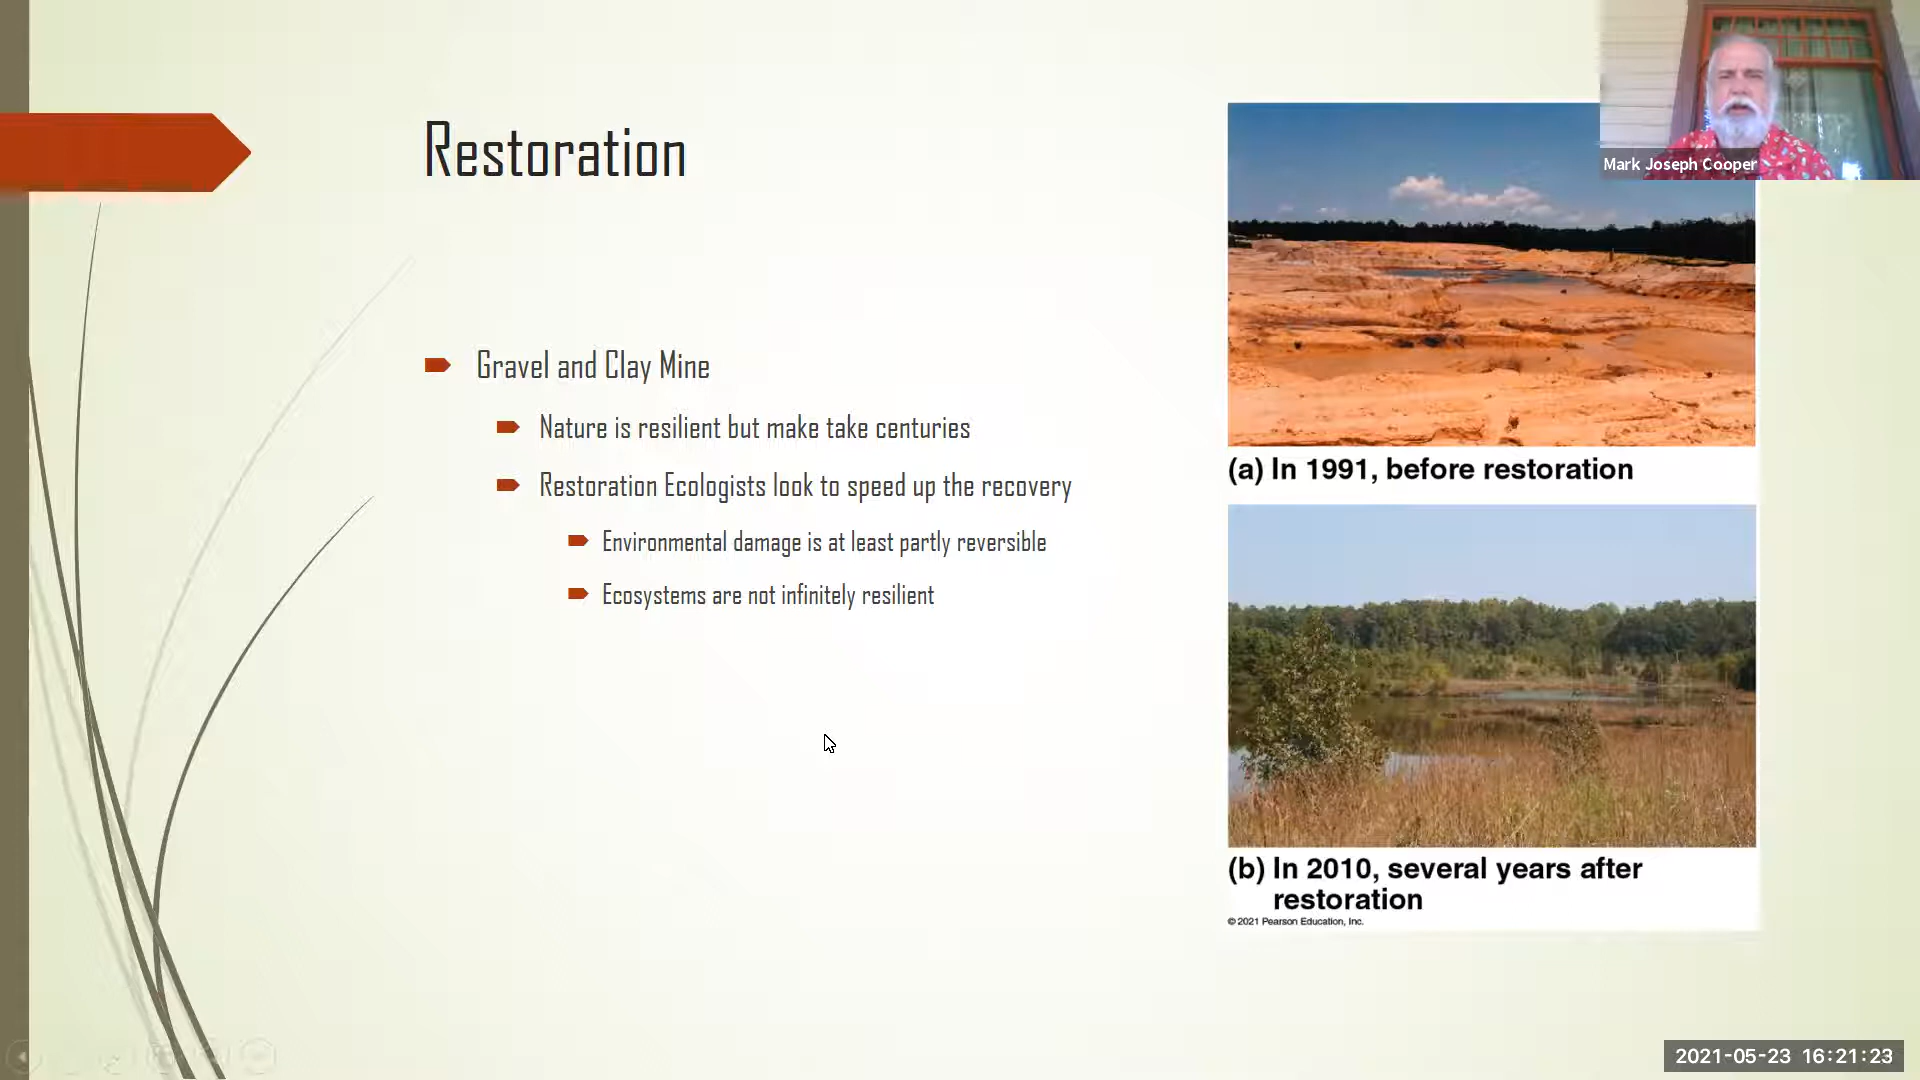 Restoration
Gravel and Clay Mine
Nature is resilient but make take centuries
Restoration Ecologists look to speed up the recovery
Environmental damage is at least partly reversible
Ecosystems are not infinitely resilient
Mark Joseph Cooper
(a) In 1991, before restoration
(b) In 2010, several years after
restoration
© 2021 Pearson Education, Inc.
2021-05-23 16:21:23